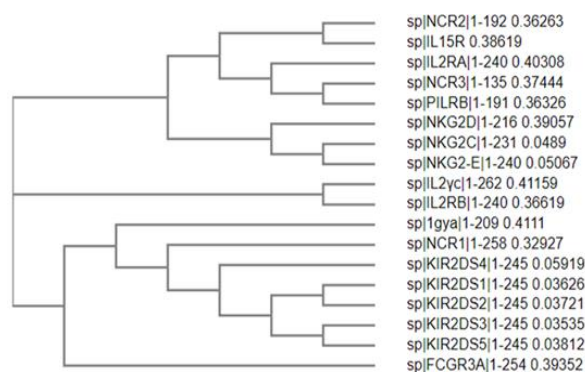 sp|NCR2|1-192 0.36263
sp|IL15R 0.38619
sp|IL2RA|1-240 0.40308
sp|NCR3|1-135 0.37444
sp|PILRB|1-191 0.36326
sp|NKG2D|1-216 0.39057
sp|NKG2C|1-231 0.0489
sp|NKG2-E|1-240 0.05067
sp|IL2γc|1-262 0.41159
sp|IL2RB|1-240 0.36619
sp|1gya|1-209 0.4111
sp|NCR1|1-258 0.32927
sp|KIR2DS4|1-245 0.05919
sp|KIR2DS1|1-245 0.03626
sp|KIR2DS2|1-245 0.03721
sp|KIR2DS3|1-245 0.03535
sp|KIR2DS5|1-245 0.03812
sp|FCGR3A|1-254 0.39352